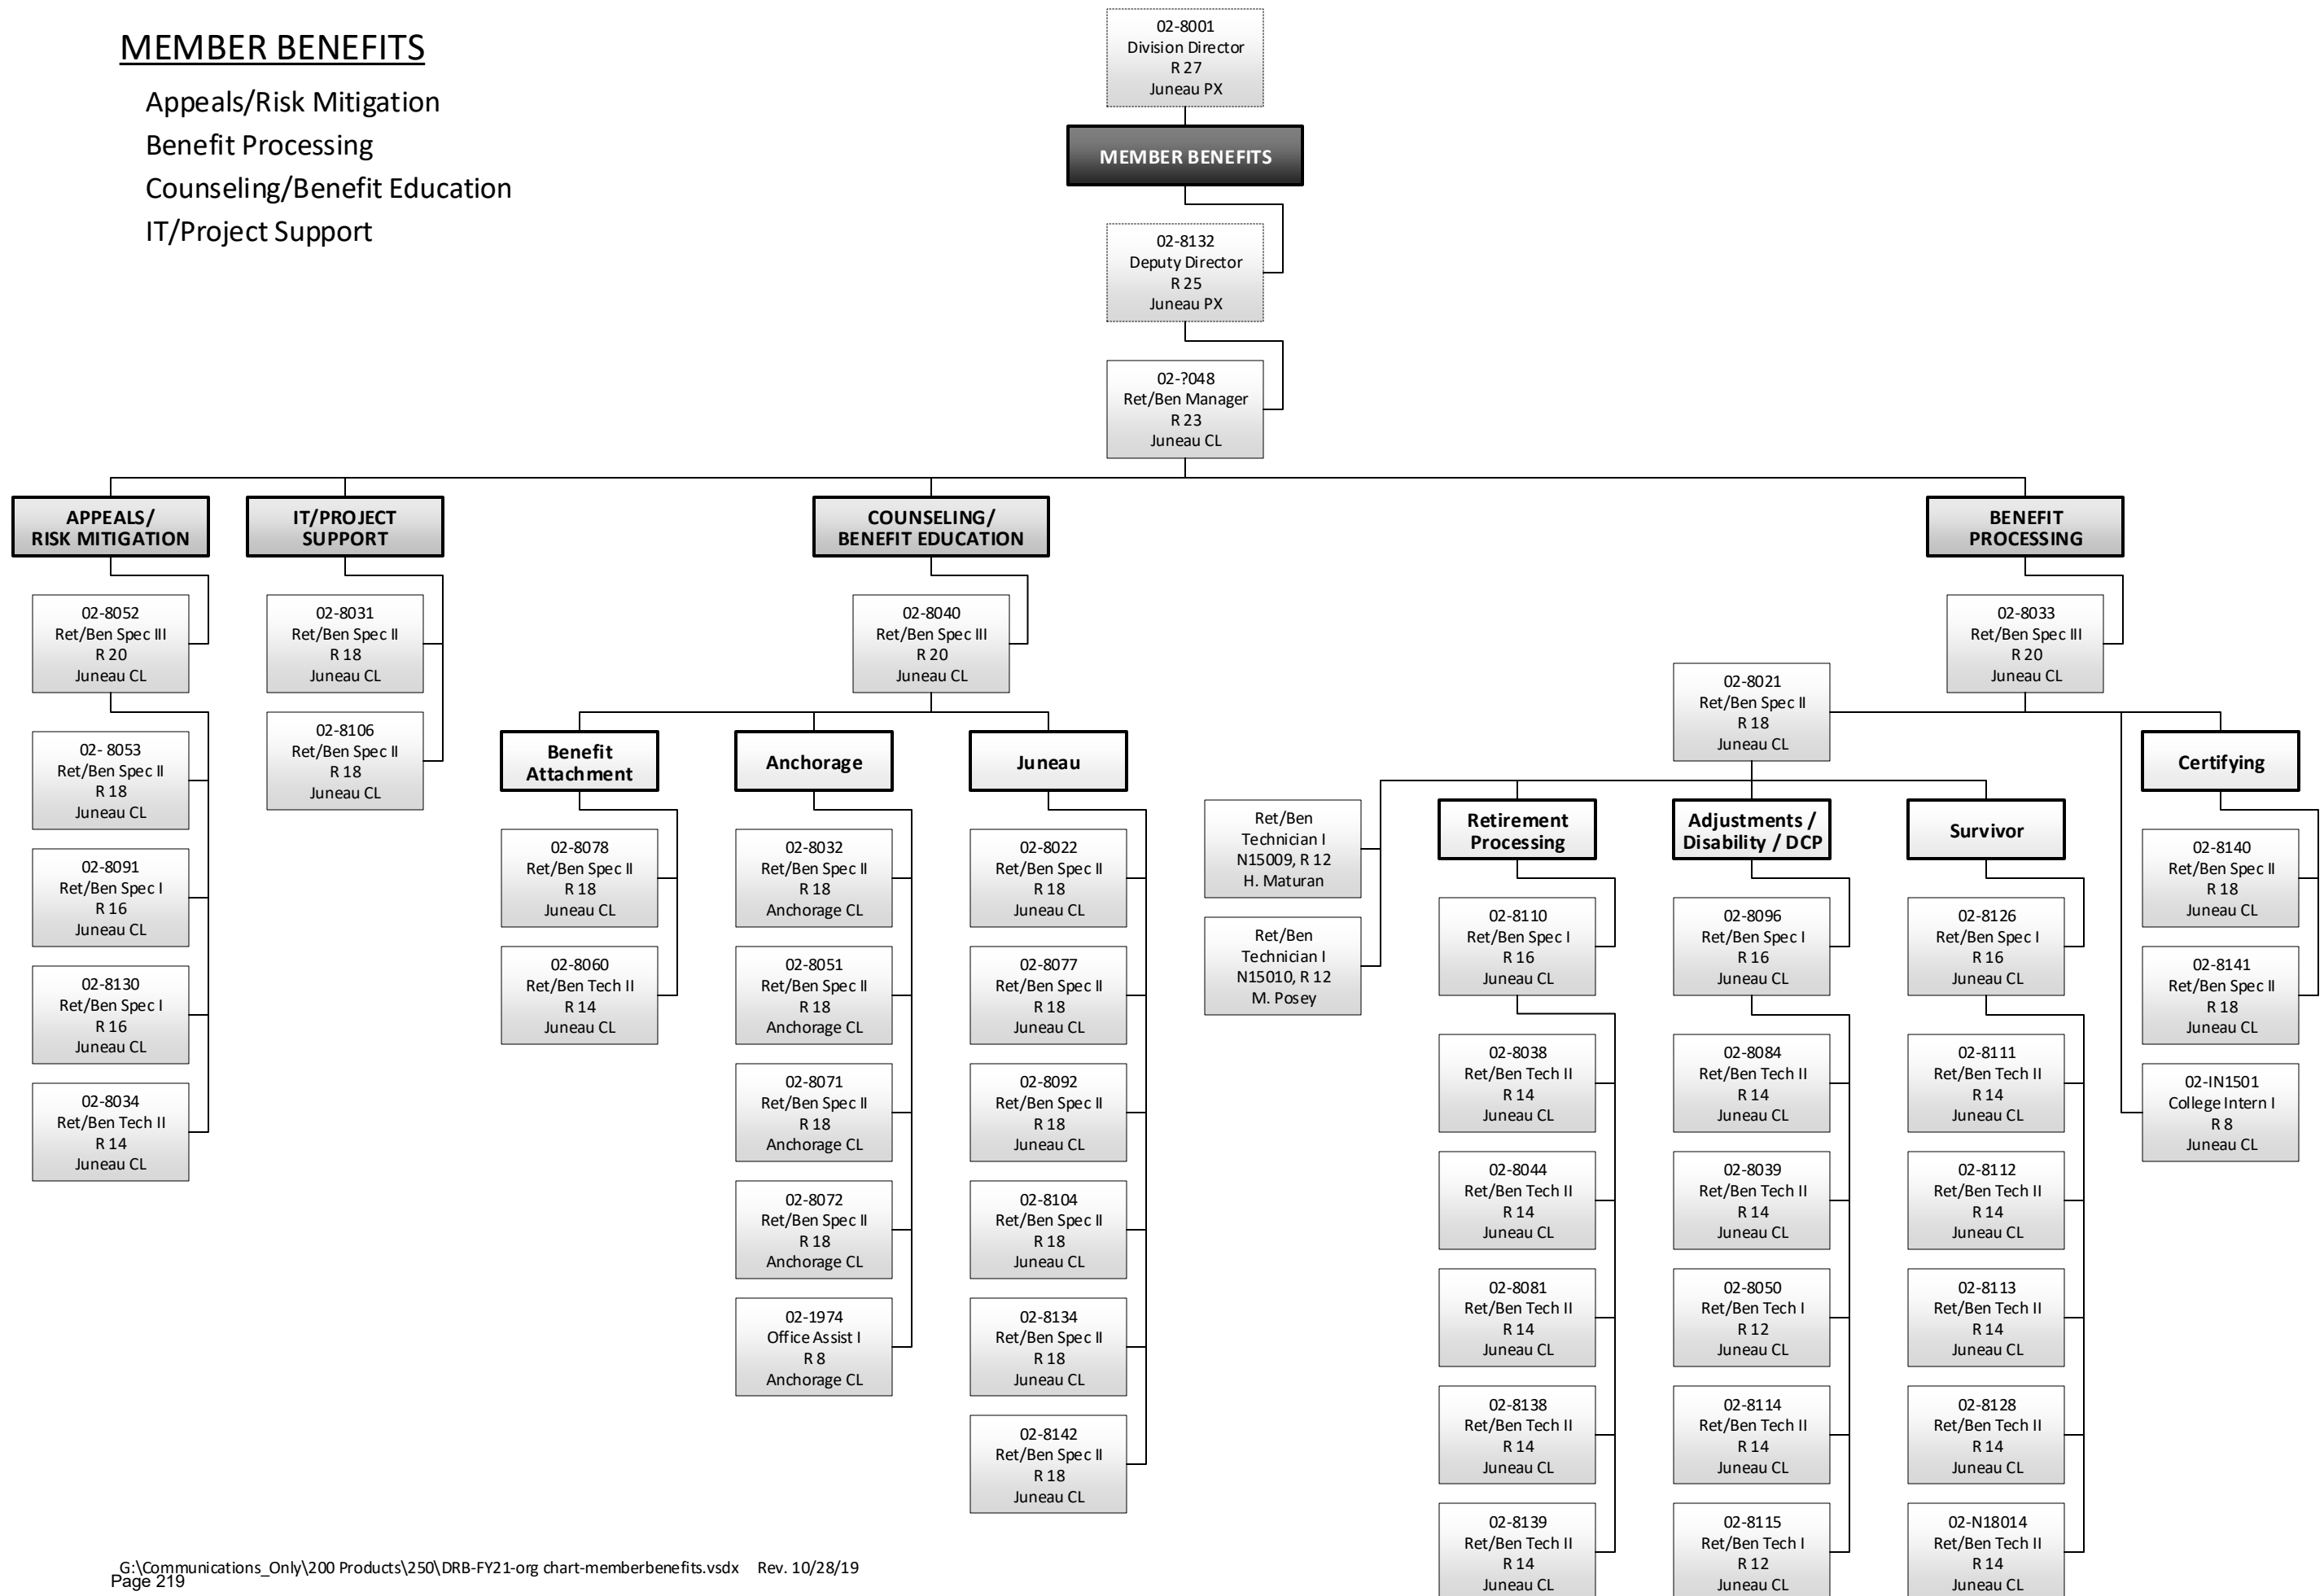 MEMBER BENEFITS
Appeals/Risk Mitigation
Benefit Processing
Counseling/Benefit Education
IT/Project Support
02-8001
Division Director
R 27
Juneau PX
MEMBER BENEFITS
02-8132
Deputy Director
R 25
Juneau PX
02-?048
Ret/Ben Manager
R 23
Juneau CL
APPEALS/
RISK MITIGATION
02-8052
Ret/Ben Spec III
R 20
Juneau CL
02- 8053
Ret/Ben Spec II
R 18
Juneau CL
02-8091
Ret/Ben Spec I
R 16
Juneau CL
02-8130
Ret/Ben Spec I
R 16
Juneau CL
02-8034
Ret/Ben Tech II
R 14
Juneau CL
IT/PROJECT
SUPPORT
02-8031
Ret/Ben Spec II
R 18
Juneau CL
02-8106
Ret/Ben Spec II
R 18
Juneau CL
COUNSELING/
BENEFIT EDUCATION
02-8040
Ret/Ben Spec III
R 20
Juneau CL
Benefit
Attachment
02-8078
Ret/Ben Spec II
R 18
Juneau CL
02-8060
Ret/Ben Tech II
R 14
Juneau CL
Anchorage
02-8032
Ret/Ben Spec II
R 18
Anchorage CL
02-8051
Ret/Ben Spec II
R 18
Anchorage CL
02-8071
Ret/Ben Spec II
R 18
Anchorage CL
02-8072
Ret/Ben Spec II
R 18
Anchorage CL
02-1974
Office Assist I
R 8
Anchorage CL
Juneau
02-8022
Ret/Ben Spec II
R 18
Juneau CL
02-8077
Ret/Ben Spec II
R 18
Juneau CL
02-8092
Ret/Ben Spec II
R 18
Juneau CL
02-8104
Ret/Ben Spec II
R 18
Juneau CL
02-8134
Ret/Ben Spec II
R 18
Juneau CL
02-8142
Ret/Ben Spec II
R 18
Juneau CL
BENEFIT
PROCESSING
02-8033
Ret/Ben Spec III
R 20
Juneau CL
02-8021
Ret/Ben Spec II
R 18
Juneau CL
Ret/Ben
Technician I
N15009, R 12
H. Maturan
Ret/Ben
Technician I
N15010, R 12
M. Posey
Retirement
Processing
02-8110
Ret/Ben Spec I
R 16
Juneau CL
02-8038
Ret/Ben Tech II
R 14
Juneau CL
02-8044
Ret/Ben Tech II
R 14
Juneau CL
02-8081
Ret/Ben Tech II
R 14
Juneau CL
02-8138
Ret/Ben Tech II
R 14
Juneau CL
02-8139
Ret/Ben Tech II
R 14
Juneau CL
Adjustments /
Disability / DCP
02-8096
Ret/Ben Spec I
R 16
Juneau CL
02-8084
Ret/Ben Tech II
R 14
Juneau CL
02-8039
Ret/Ben Tech II
R 14
Juneau CL
02-8050
Ret/Ben Tech I
R 12
Juneau CL
02-8114
Ret/Ben Tech II
R 14
Juneau CL
02-8115
Ret/Ben Tech I
R 12
Juneau CL
Survivor
02-8126
Ret/Ben Spec I
R 16
Juneau CL
02-8111
Ret/Ben Tech II
R 14
Juneau CL
02-8112
Ret/Ben Tech II
R 14
Juneau CL
02-8113
Ret/Ben Tech II
R 14
Juneau CL
02-8128
Ret/Ben Tech II
R 14
Juneau CL
02-N18014
Ret/Ben Tech II
R 14
Juneau CL
Certifying
02-8140
Ret/Ben Spec II
R 18
Juneau CL
02-8141
Ret/Ben Spec II
R 18
Juneau CL
02-IN1501
College Intern I
R 8
Juneau CL
G:\Communications_Only\200 Products\250\DRB-FY21-org chart-memberbenefits.vsdx Rev. 10/28/19
Page 219